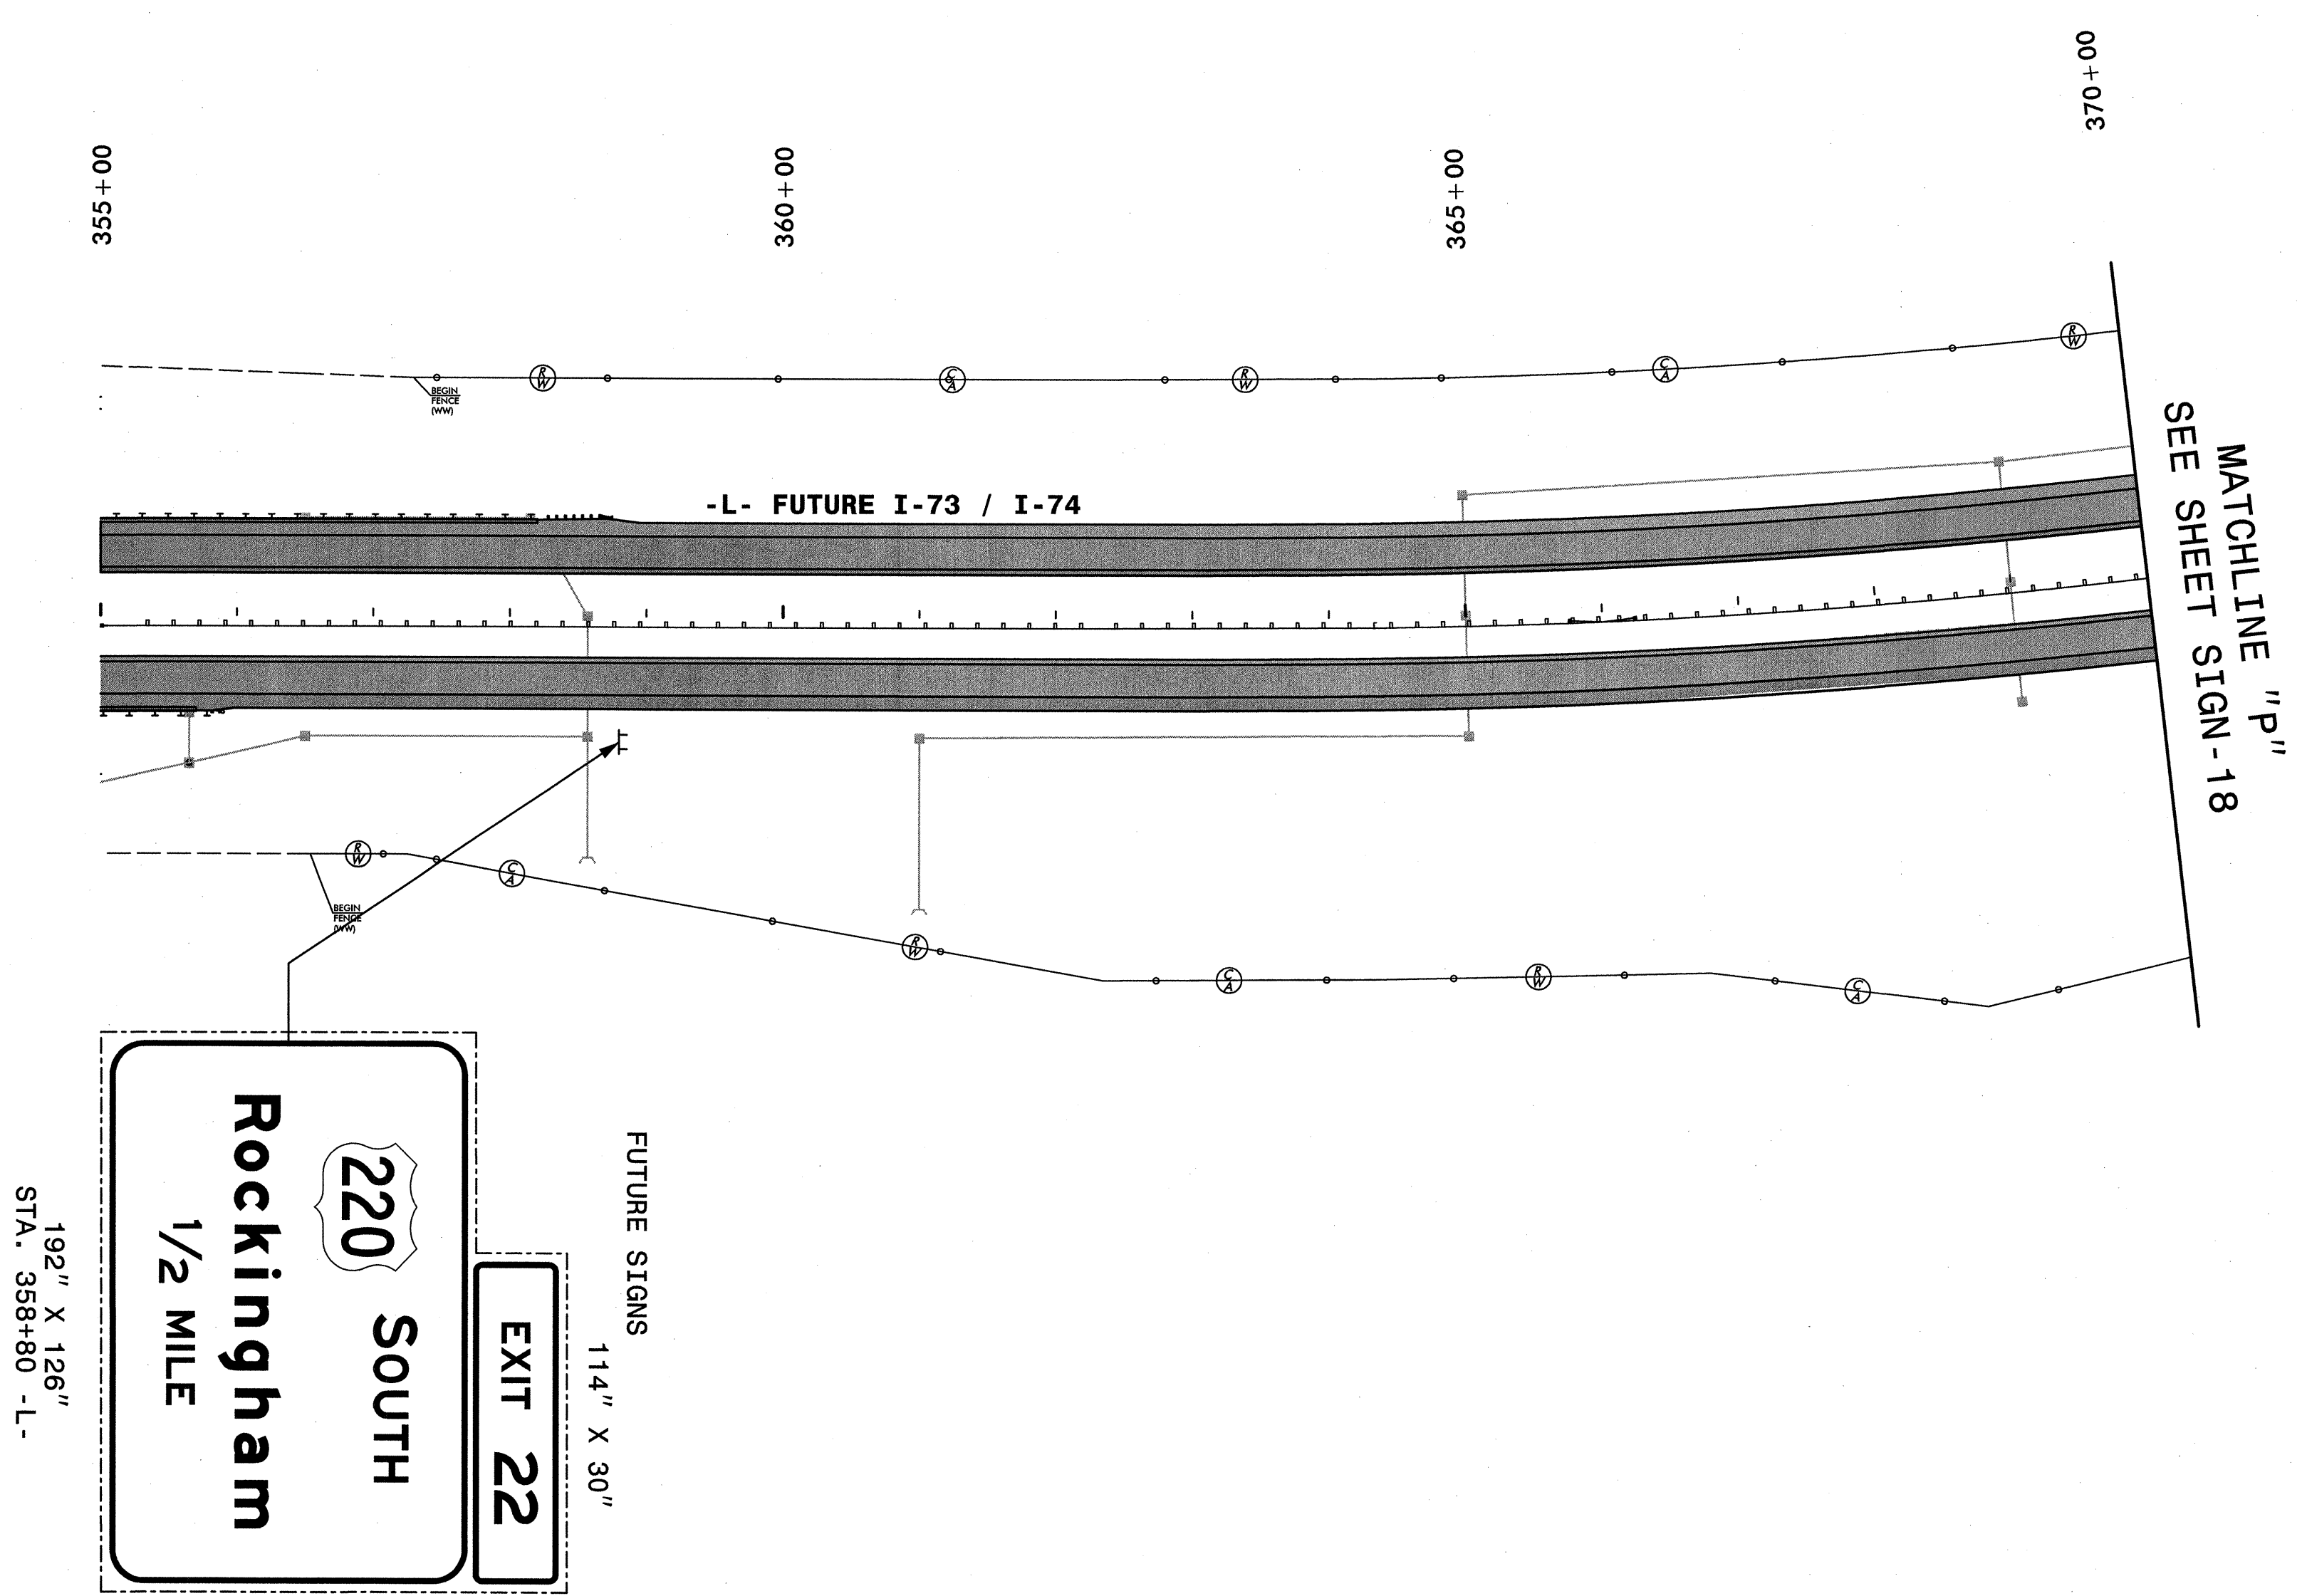 355+00
360+00
365+00
370+00
R
W
C
A
R
W
C
A
R
W
BEGIN
FENCE
(WW)
-L- FUTURE I-73 / I-74
MATCHLINE "P"
SEE SHEET SIGN-18
R
W
C
A
R
W
C
A
R
W
C
A
BEGIN
FENCE
(WW)
FUTURE SIGNS
114" X 30"
EXIT 22
220 SOUTH
Rockingham
1/2 MILE
192" X 126"
STA. 358+80 -L-